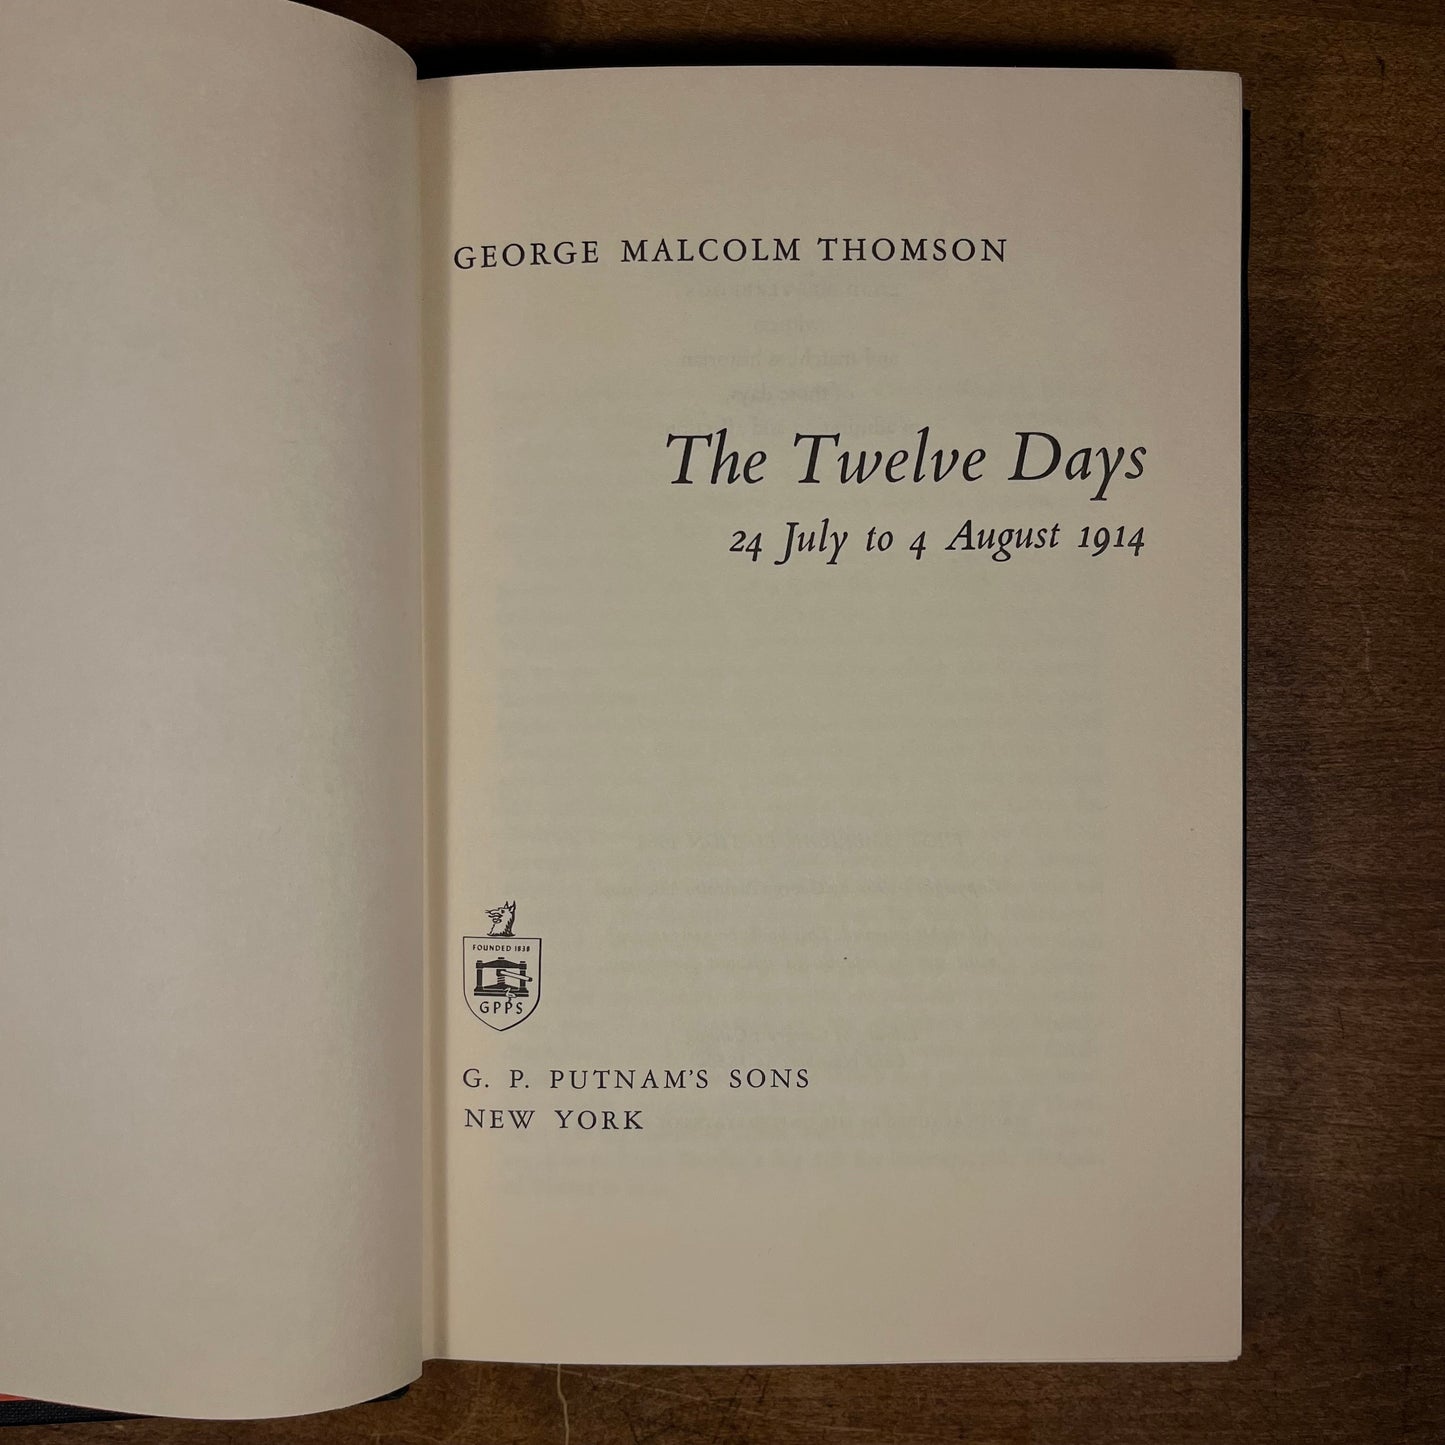 GEORGE MALCOLM THOMSON
The Twelve Days
24 July to 4 August 1914
FOUNDED 1838
GPPS
G. P. PUTNAM'S SONS
NEW YORK